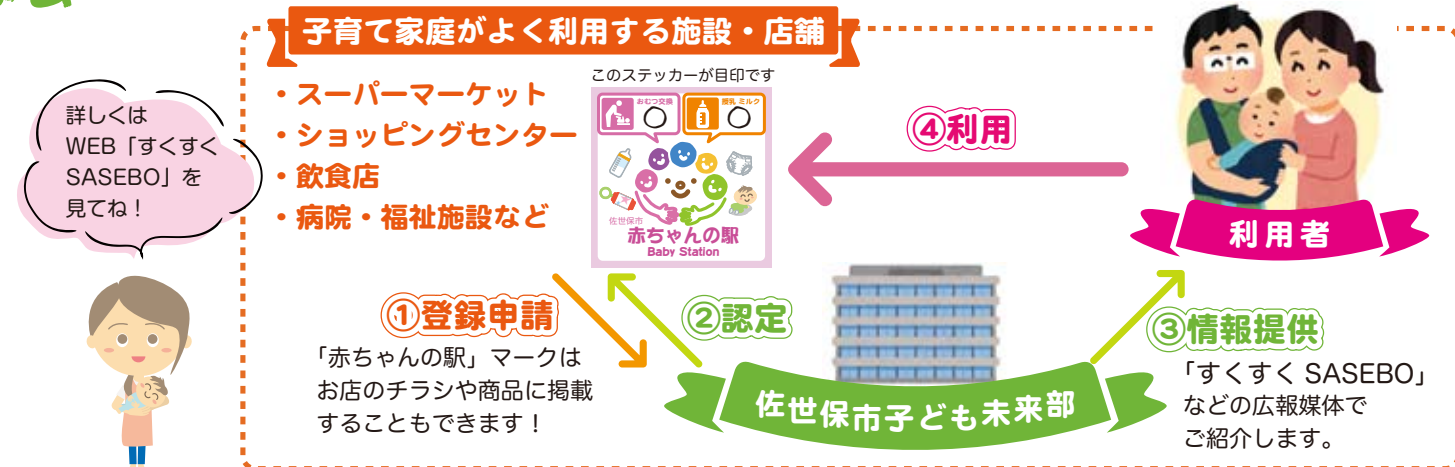 子育て家庭がよく利用する施設・店舗
・スーパーマーケット
・ショッピングセンター
・飲食店
・病院・福祉施設など
このステッカーが目印です
おむつ交換
授乳 ミルク
佐世保市
赤ちゃんの駅
Baby Station
④利用
利用者
詳しくは
WEB「すくすく
SASEBO」を
見てね！
①登録申請
「赤ちゃんの駅」マークは
お店のチラシや商品に掲載
することもできます！
②認定
佐世保市子ども未来部
③情報提供
「すくすく SASEBO」
などの広報媒体で
ご紹介します。